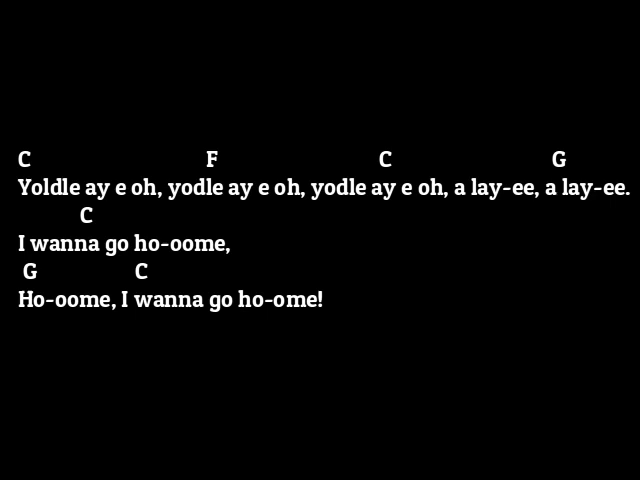 C F C G
Yoldle ay e oh, yodle ay e oh, yodle ay e oh, a lay-ee, a lay-ee.
C
I wanna go ho-oome,
G C
Ho-oome, I wanna go ho-ome!